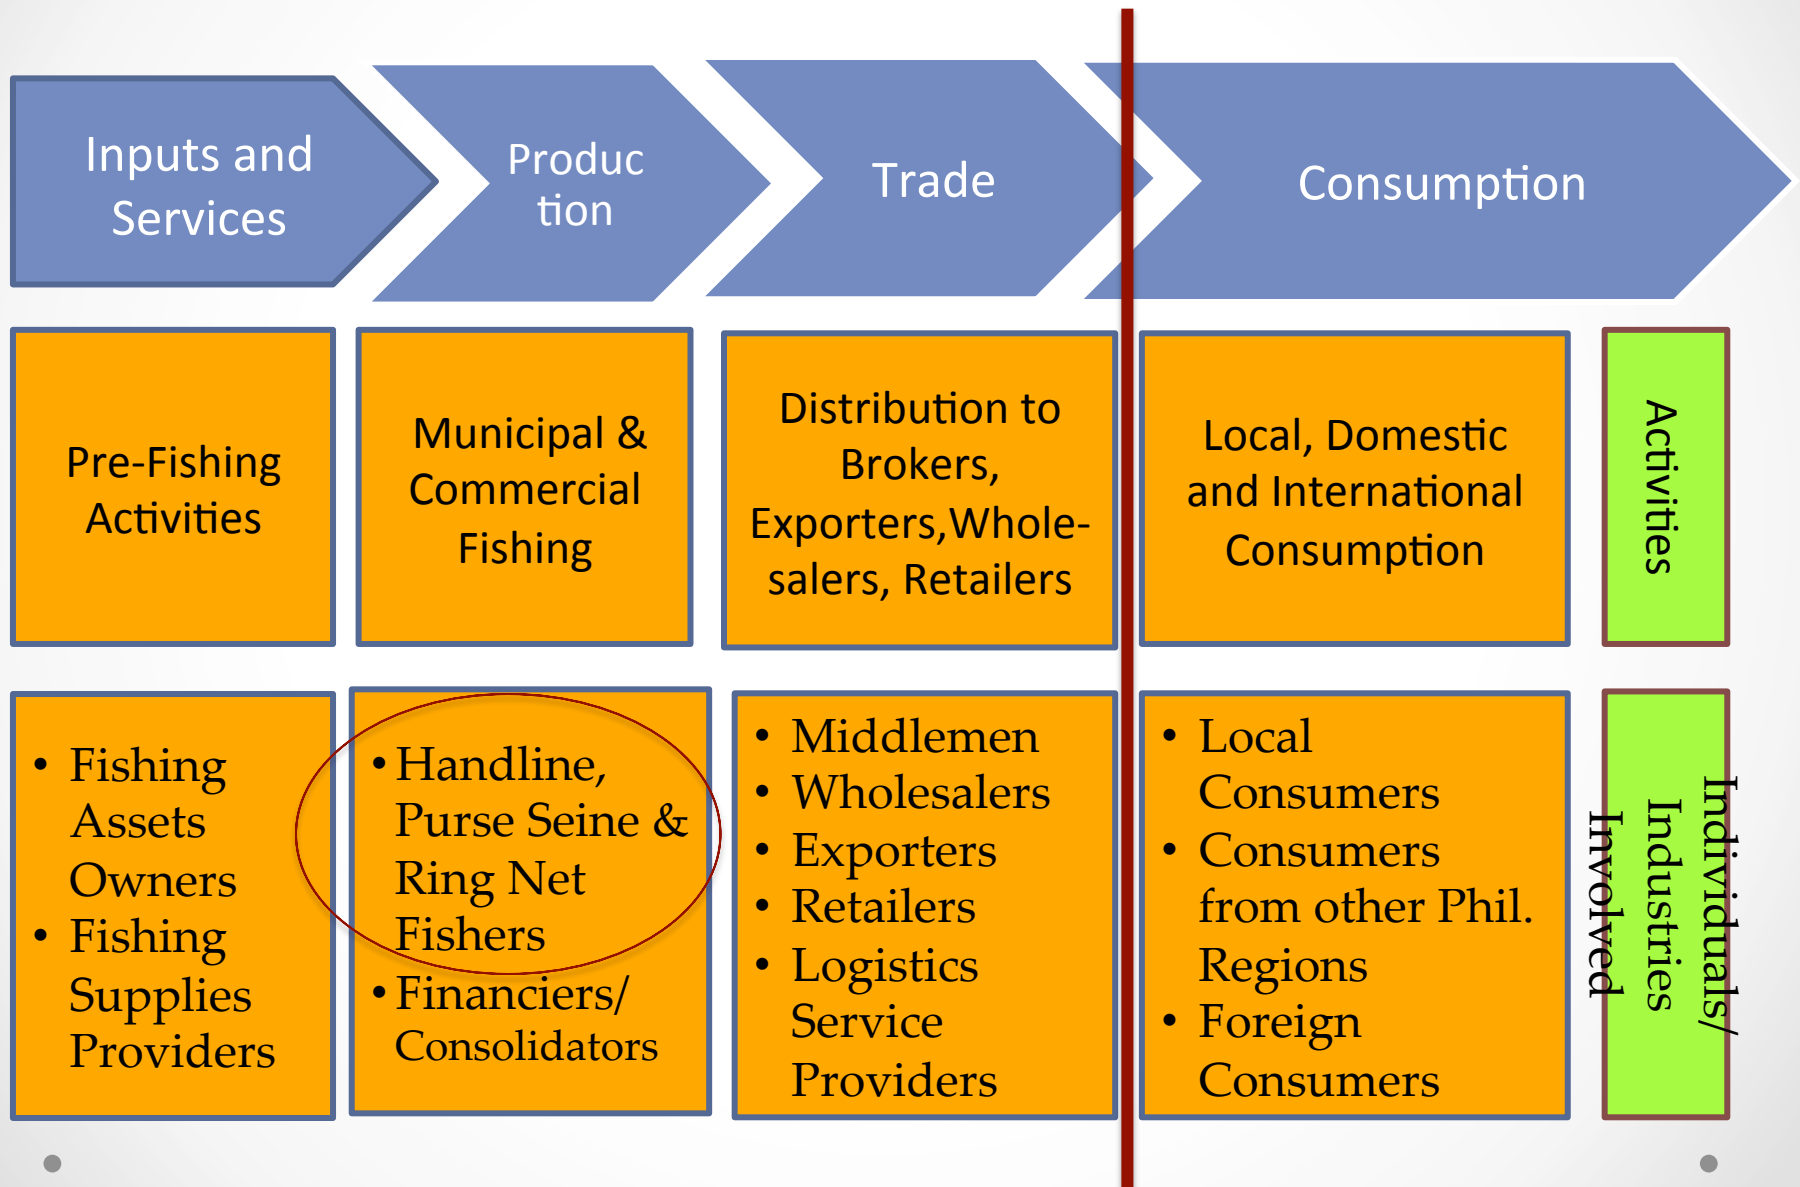 Inputs and
Services
Produc
tion
Trade
Consumption
Pre-Fishing
Activities
Municipal &
Commercial
Fishing
Distribution to
Brokers,
Exporters,Whole-
salers, Retailers
Local, Domestic
and International
Consumption
Activities
• Fishing
Assets
Owners
• Fishing
Supplies
Providers
• Handline,
Purse Seine &
Ring Net
Fishers
• Financiers/
Consolidators
• Middlemen
• Wholesalers
• Exporters
• Retailers
• Logistics
Service
Providers
• Local
Consumers
• Consumers
from other Phil.
Regions
• Foreign
Consumers
Individuals/
Industries
Involved